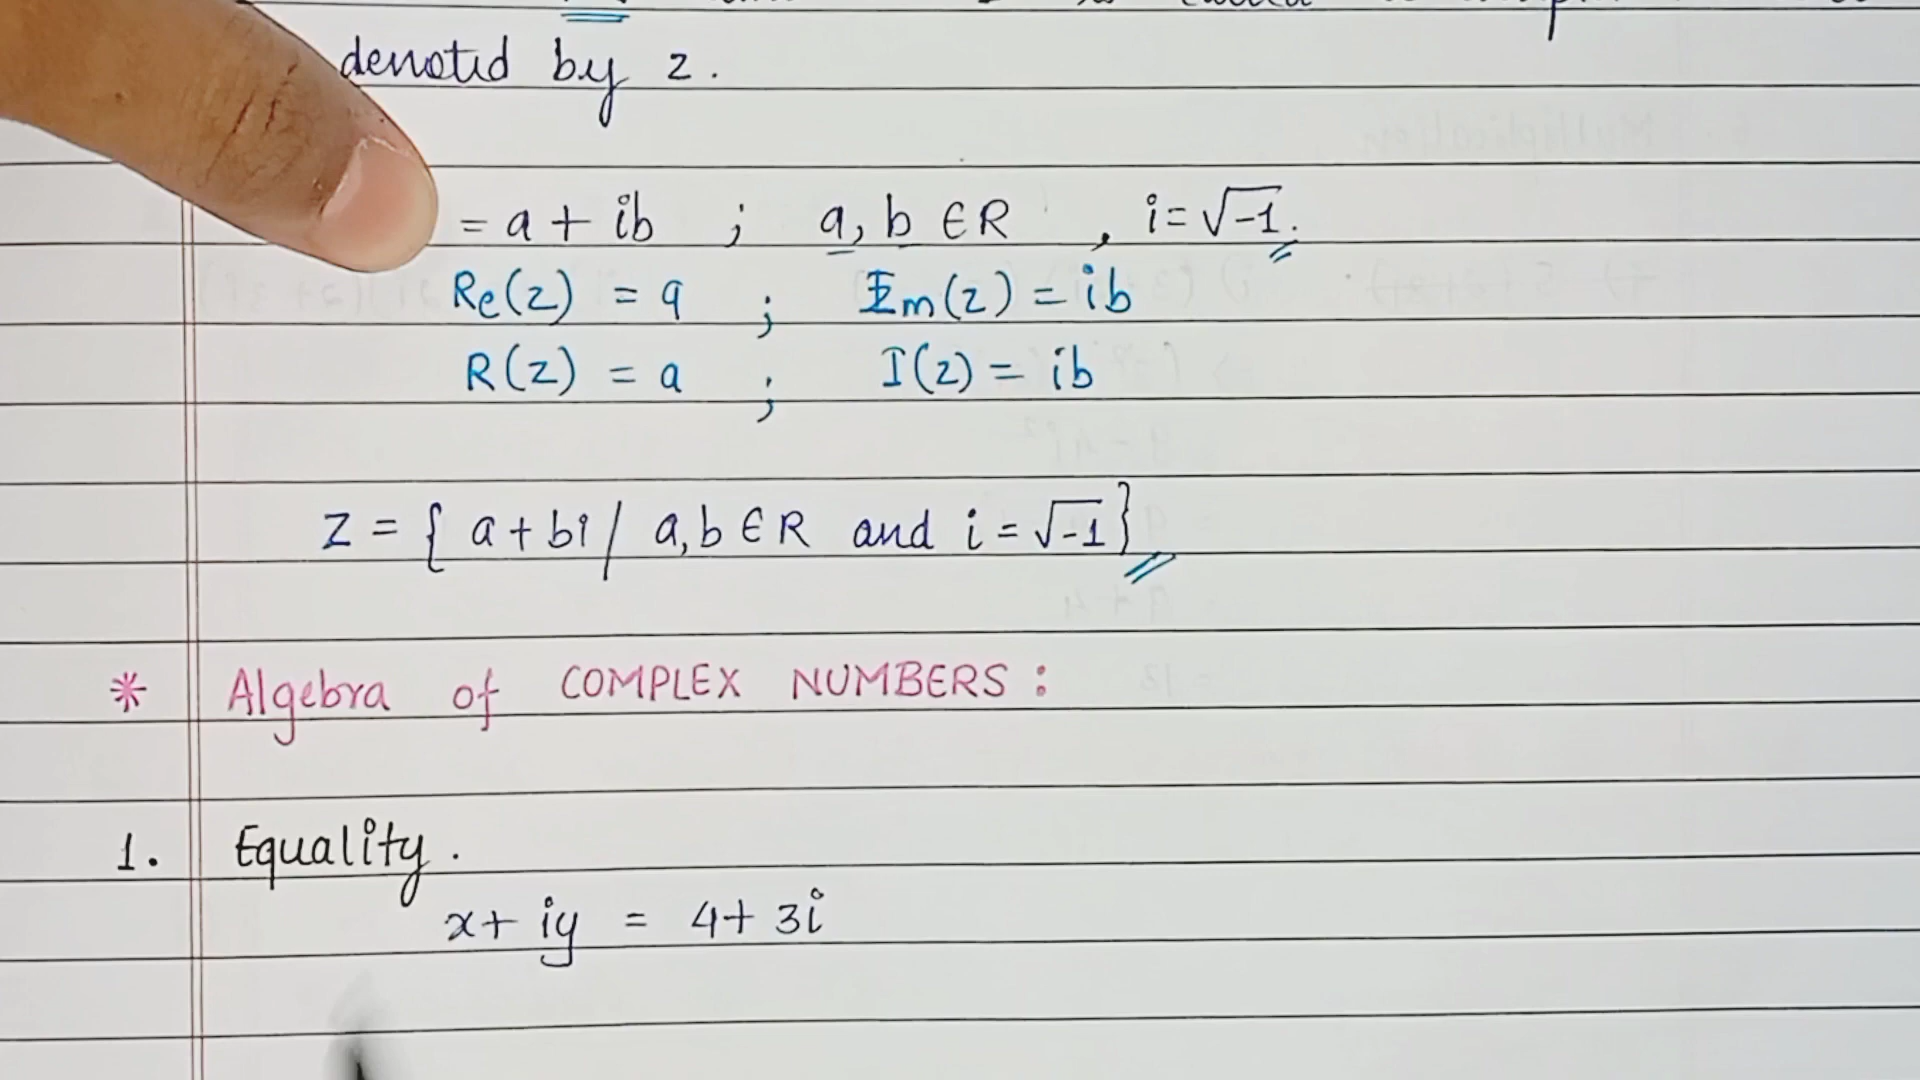 denoted by z.
= a + ib ; a, b ∈ R , i = √-1.
Re(z) = a ; Im(z) = ib
R(z) = a ; I(z) = ib
Z = { a + bi / a, b ∈ R and i = √-1 }
* Algebra of COMPLEX NUMBERS :
1. Equality.
x + iy = 4 + 3i